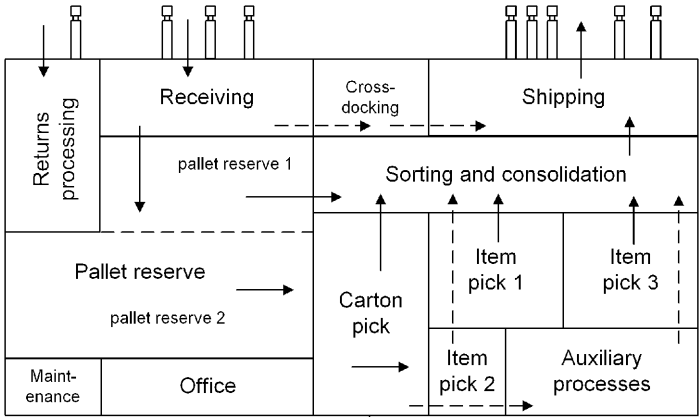 Returns
processing
Receiving
Cross-
docking
Shipping
pallet reserve 1
Sorting and consolidation
Pallet reserve
pallet reserve 2
Carton
pick
Item
pick 1
Item
pick 3
Item
pick 2
Auxiliary
processes
Maint-
enance
Office